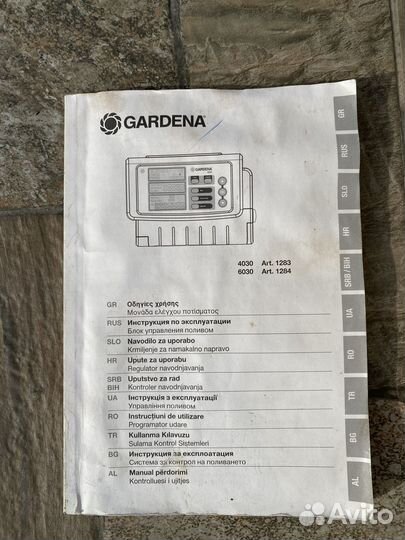 GARDENA
GARDENA
4030 Art. 1283
6030 Art. 1284
GR Οδηγίες χρήσης
Μονάδα ελέγχου ποτίσματος
RUS Инструкция по эксплуатации
Блок управления поливом
SLO Navodilo za uporabo
Krmiljenje za namakalno napravo
HR Upute za uporabu
Regulator navodnjavanja
SRB Uputstvo za rad
BIH Kontroler navodnjavanja
UA Інструкція з експлуатації
Управління поливом
RO Instrucțiuni de utilizare
Programator udare
TR Kullanma Kılavuzu
Sulama Kontrol Sistemleri
BG Инструкция за експлоатация
Система за контрол на поливането
AL Manual përdorimi
Kontrolluesi i ujitjes
GR
RUS
SLO
HR
SRB / BIH
UA
RO
TR
BG
AL
Avito